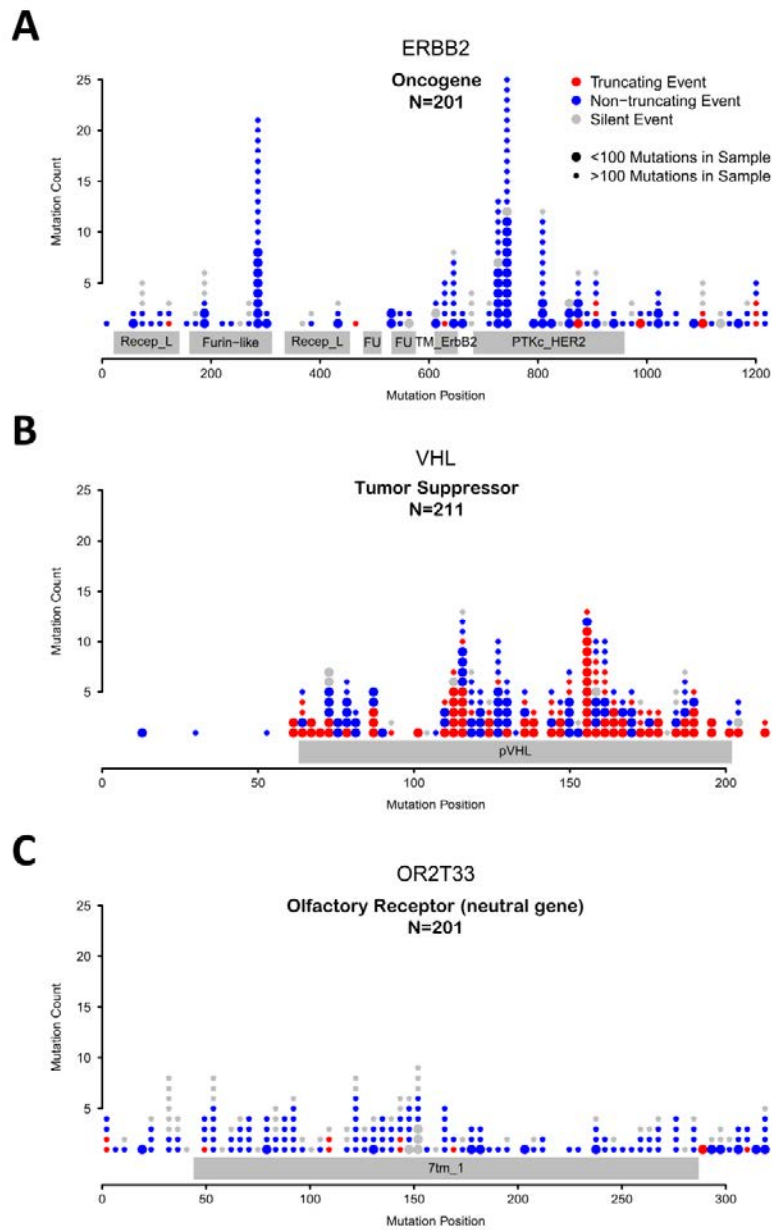 A
ERBB2
Oncogene
N=201
Truncating Event
Non-truncating Event
Silent Event
<100 Mutations in Sample
>100 Mutations in Sample
Mutation Count
25
20
15
10
5
Recep_L Furin-like Recep_L FU FU TM_ErbB2 PTKc_HER2
0 200 400 600 800 1000 1200
Mutation Position
B
VHL
Tumor Suppressor
N=211
Mutation Count
25
20
15
10
5
pVHL
0 50 100 150 200
Mutation Position
C
OR2T33
Olfactory Receptor (neutral gene)
N=201
Mutation Count
25
20
15
10
5
7tm_1
0 50 100 150 200 250 300
Mutation Position